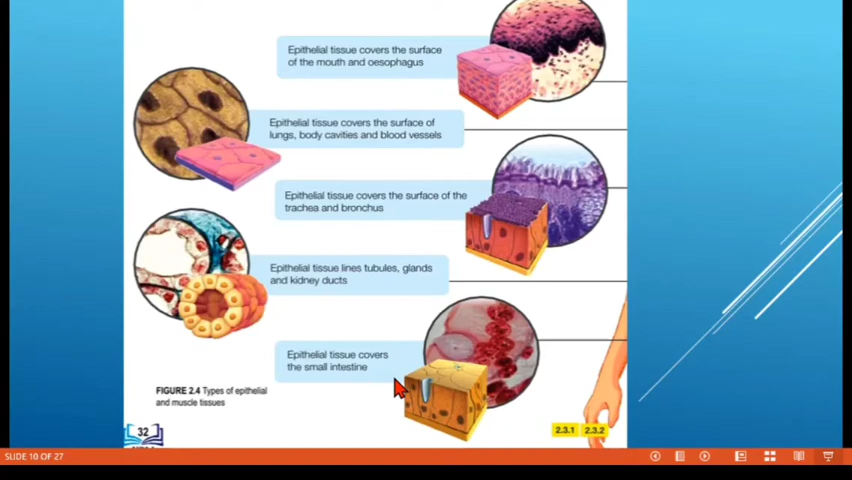 Epithelial tissue covers the surface
of the mouth and oesophagus
Epithelial tissue covers the surface of
lungs, body cavities and blood vessels
Epithelial tissue covers the surface of the
trachea and bronchus
Epithelial tissue lines tubules, glands
and kidney ducts
Epithelial tissue covers
the small intestine
FIGURE 2.4 Types of epithelial
and muscle tissues
32
2.3.1 2.3.2
SLIDE 10 OF 27